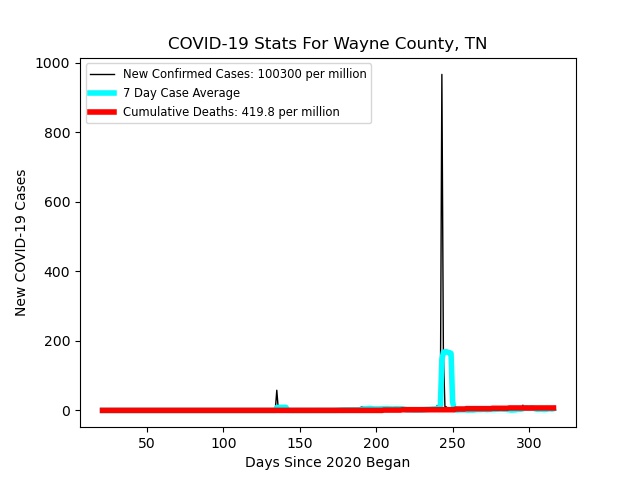 COVID-19 Stats For Wayne County, TN
New Confirmed Cases: 100300 per million
7 Day Case Average
Cumulative Deaths: 419.8 per million
New COVID-19 Cases
1000
800
600
400
200
0
50 100 150 200 250 300
Days Since 2020 Began